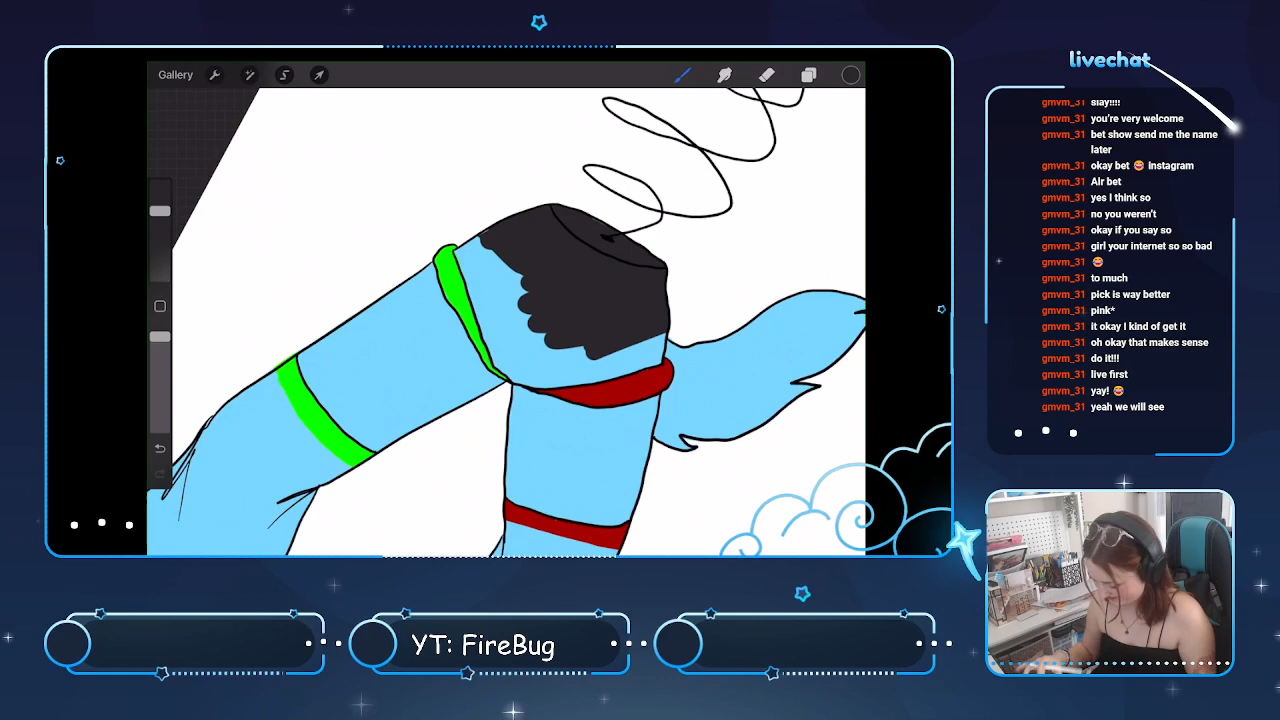 livechat
Gallery
gmvm_31 slay!!!!
gmvm_31 you're very welcome
gmvm_31 bet show send me the name
later
gmvm_31 okay bet 😄 Instagram
gmvm_31 Alr bet
gmvm_31 yes I think so
gmvm_31 no you weren't
gmvm_31 okay if you say so
gmvm_31 girl your internet so so bad
gmvm_31 😄
gmvm_31 to much
gmvm_31 pick is way better
gmvm_31 pink*
gmvm_31 it okay I kind of get it
gmvm_31 oh okay that makes sense
gmvm_31 do it!!!
gmvm_31 live first
gmvm_31 yay! 😄
gmvm_31 yeah we will see
YT: FireBug